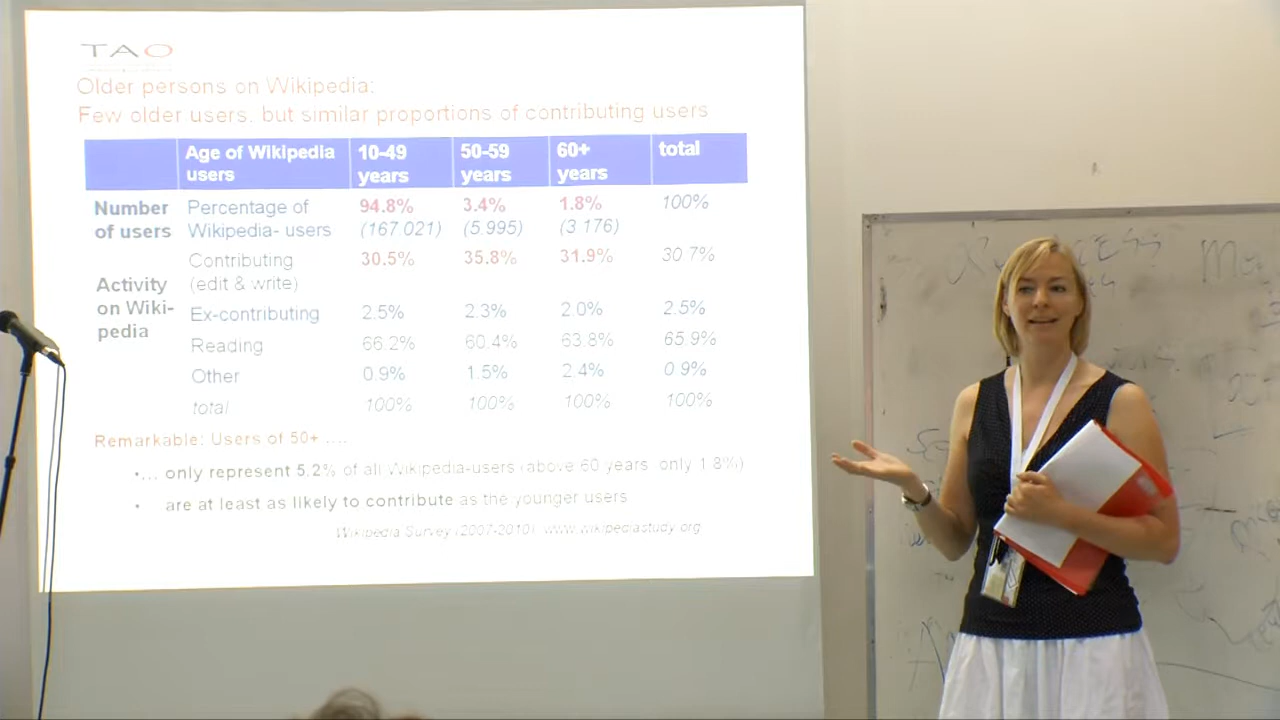 TAO
Older persons on Wikipedia:
Few older users, but similar proportions of contributing users
Age of Wikipedia users 10-49 years 50-59 years 60+ years total
Number of users Percentage of Wikipedia- users 94.8% (167 021) 3.4% (5.995) 1.8% (3 176) 100%
Activity on Wiki-pedia Contributing (edit & write) 30.5% 35.8% 31.9% 30 7%
Ex-contributing 2.5% 2.3% 2.0% 2.5%
Reading 66.2% 60.4% 63.8% 65.9%
Other 0.9% 1.5% 2.4% 0.9%
total 100% 100% 100% 100%
Remarkable: Users of 50+ ....
•... only represent 5.2% of all Wikipedia-users (above 60 years only 1.8%)
• are at least as likely to contribute as the younger users
Wikipedia Survey (2007-2010) www.wikipediastudy.org